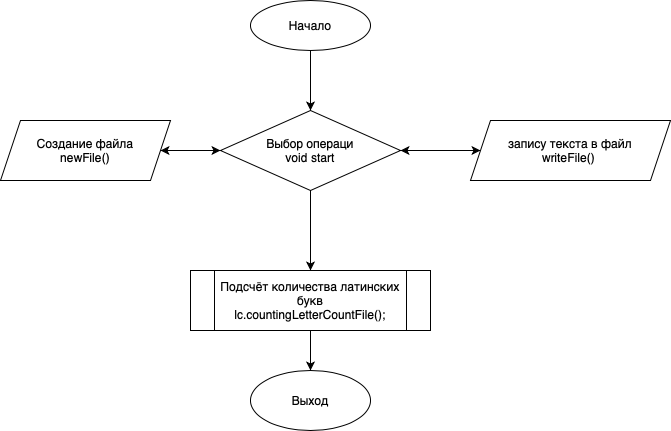 Начало
Создание файла
newFile()
Выбор операци
void start
запису текста в файл
writeFile()
Подсчёт количества латинских
букв
lc.countingLetterCountFile();
Выход